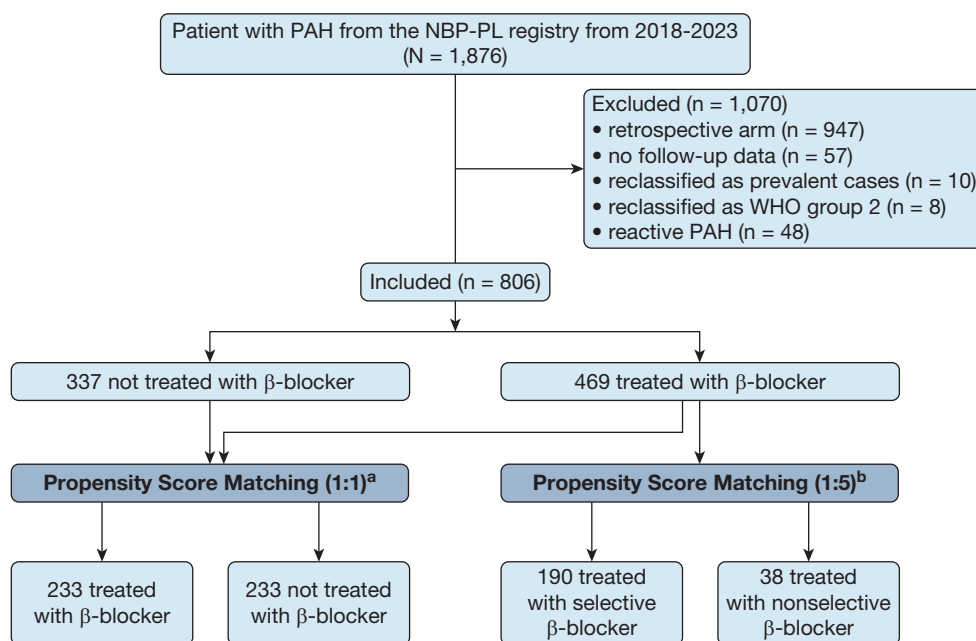 Patient with PAH from the NBP-PL registry from 2018-2023
(N = 1,876)
Excluded (n = 1,070)
• retrospective arm (n = 947)
• no follow-up data (n = 57)
• reclassified as prevalent cases (n = 10)
• reclassified as WHO group 2 (n = 8)
• reactive PAH (n = 48)
Included (n = 806)
337 not treated with β-blocker
469 treated with β-blocker
Propensity Score Matching (1:1)ᵃ
Propensity Score Matching (1:5)ᵇ
233 treated
with β-blocker
233 not treated
with β-blocker
190 treated
with selective
β-blocker
38 treated
with nonselective
β-blocker